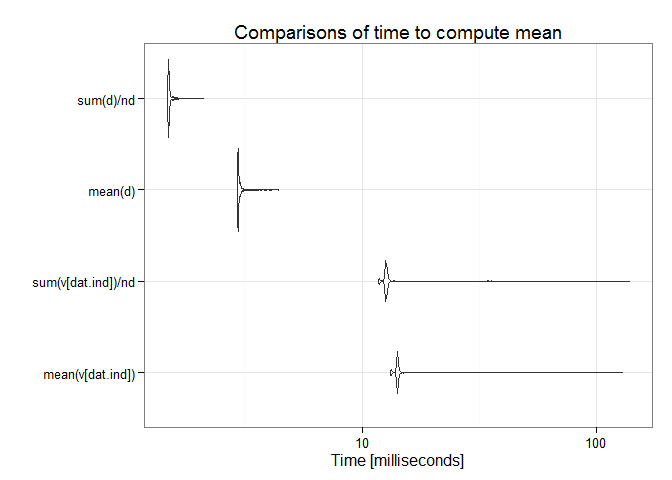 Comparisons of time to compute mean
sum(d)/nd
mean(d)
sum(v[dat.ind])/nd
mean(v[dat.ind])
10
100
Time [milliseconds]